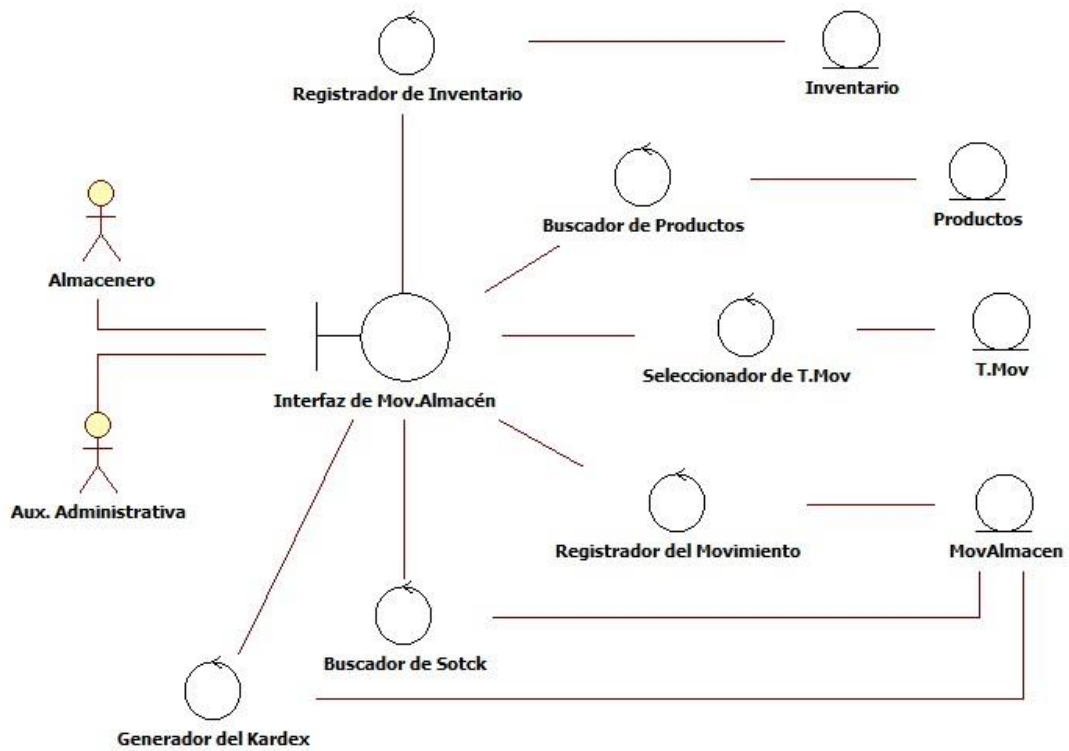 Registrador de Inventario
Inventario
Buscador de Productos
Productos
Almacenero
Seleccionador de T.Mov
T.Mov
Interfaz de Mov.Almacén
Aux. Administrativa
Registrador del Movimiento
MovAlmacen
Buscador de Sotck
Generador del Kardex